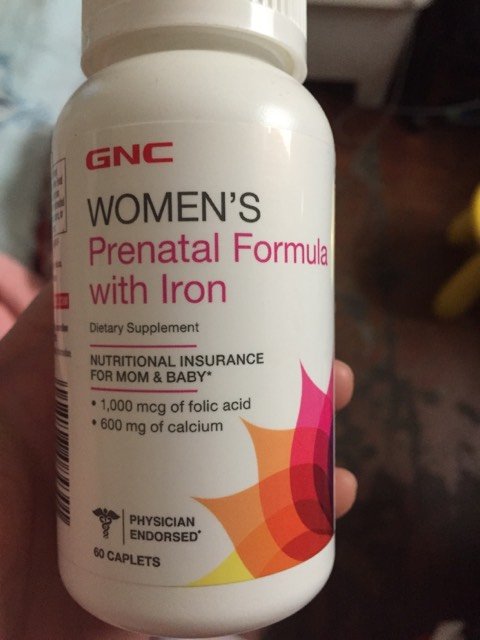 GNC
WOMEN'S
Prenatal Formula
with Iron
Dietary Supplement
NUTRITIONAL INSURANCE
FOR MOM & BABY*
• 1,000 mcg of folic acid
• 600 mg of calcium
PHYSICIAN
ENDORSED*
60 CAPLETS